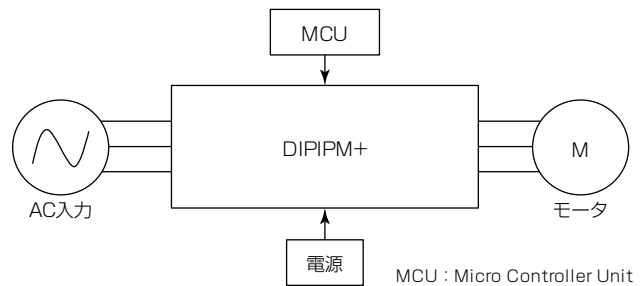 MCU
DIPIPM+
AC入力
M
モータ
電源
MCU：Micro Controller Unit